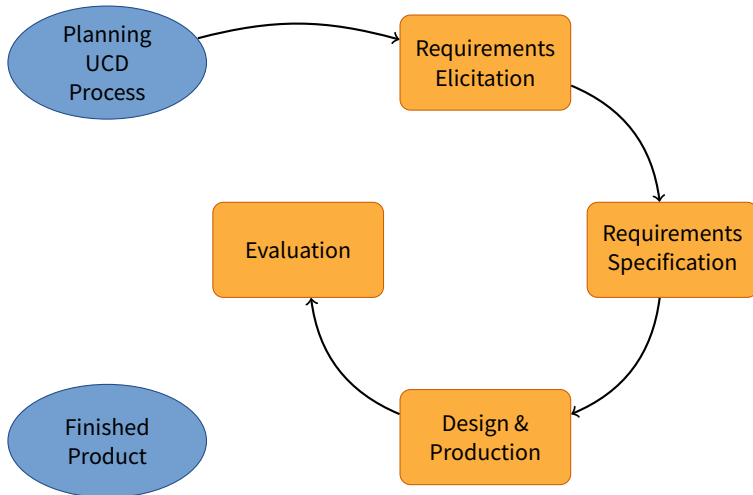 Planning
UCD
Process
Requirements
Elicitation
Evaluation
Requirements
Specification
Finished
Product
Design &
Production